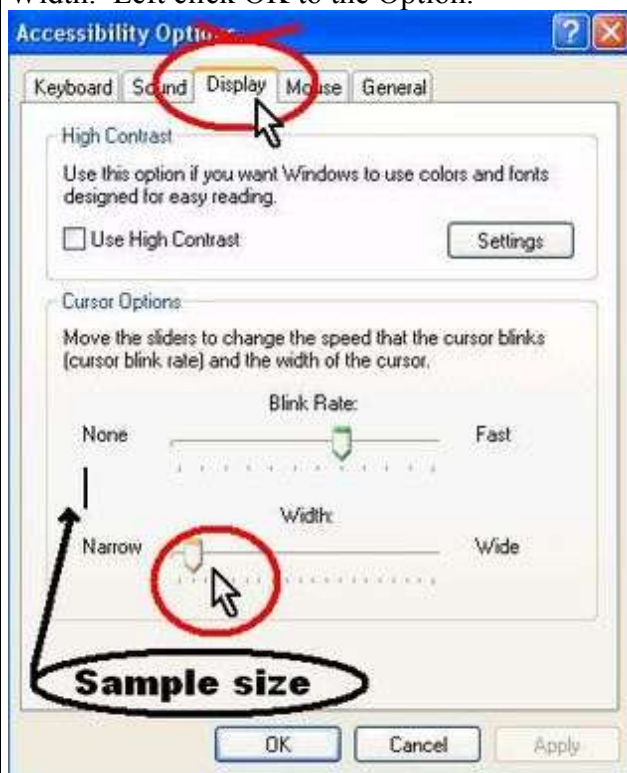 Width. Left click OK to the Option.
Accessibility Options
Keyboard Sound Display Mouse General
High Contrast
Use this option if you want Windows to use colors and fonts
designed for easy reading.
Use High Contrast
Settings
Cursor Options
Move the sliders to change the speed that the cursor blinks
(cursor blink rate) and the width of the cursor.
Blink Rate:
None Fast
Width:
Narrow Wide
Sample size
OK Cancel Apply